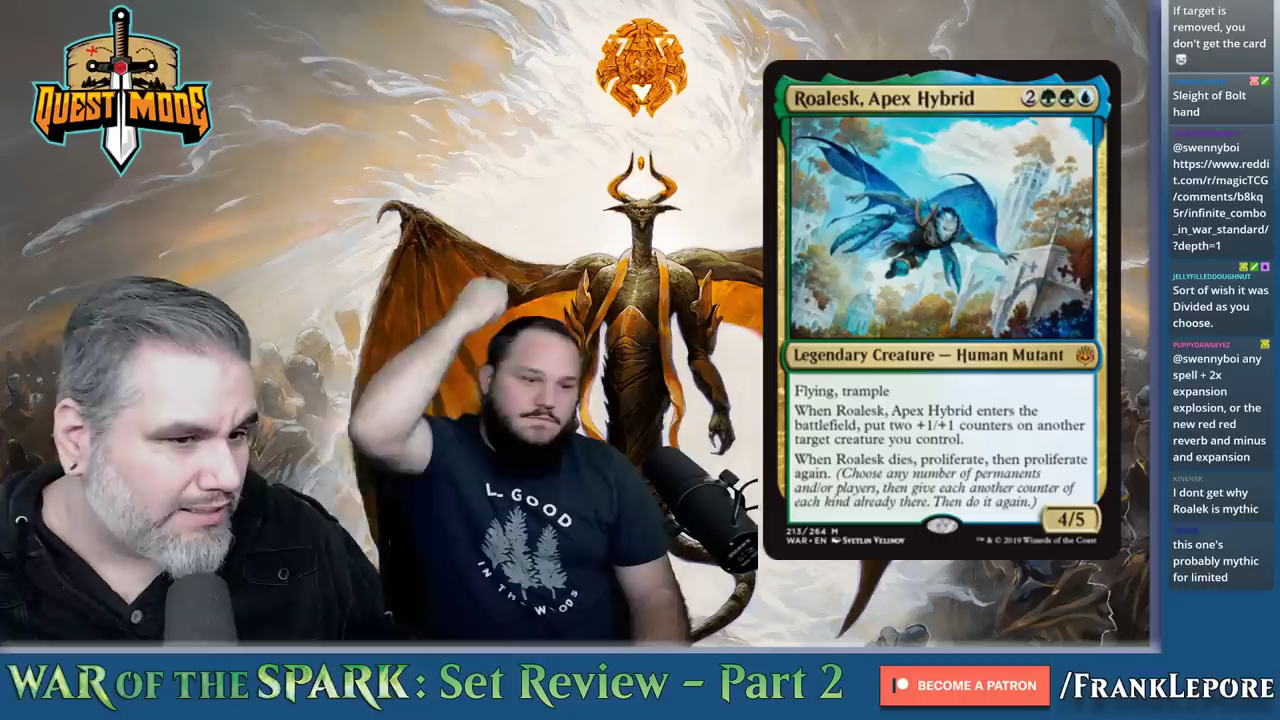 QUEST MODE
Roalesk, Apex Hybrid 2
Legendary Creature — Human Mutant
Flying, trample
When Roalesk, Apex Hybrid enters the
battlefield, put two +1/+1 counters on another
target creature you control.
When Roalesk dies, proliferate, then proliferate
again. (Choose any number of permanents
and/or players, then give each another counter of
each kind already there. Then do it again.)
4/5
213/264 M
WAR • EN Svetlin Velinov ™ & © 2019 Wizards of the Coast
L. GOOD
IN TH
WOODS
If target is
removed, you
don't get the card
Sleight of Bolt
hand
@swennyboi
https://www.reddi
t.com/r/magicTCG
/comments/b8kq
5r/infinite_combo
_in_war_standard/
?depth=1
JELLYFILLEDDOUGHNUT
Sort of wish it was
Divided as you
choose.
PUPPYDAWGEYEZ
@swennyboi any
spell + 2x
expansion
explosion, or the
new red red
reverb and minus
and expansion
I dont get why
Roalek is mythic
this one's
probably mythic
for limited
WAR OF THE SPARK: Set Review - Part 2
BECOME A PATRON
/FRANKLEPORE